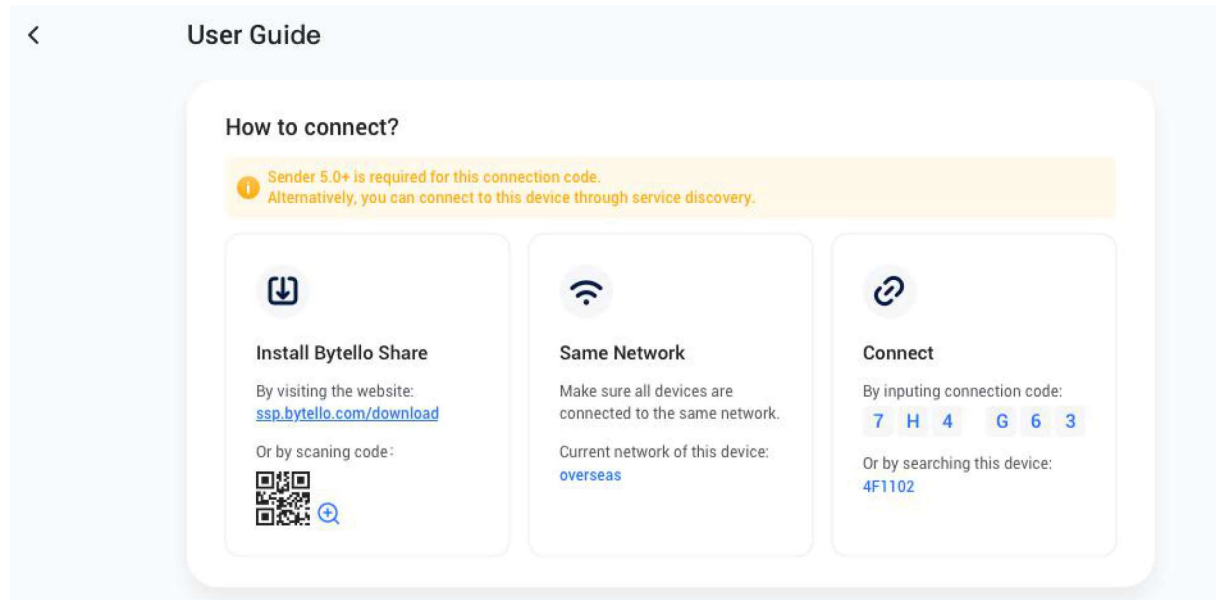 User Guide
How to connect?
Sender 5.0+ is required for this connection code.
Alternatively, you can connect to this device through service discovery.
Install Bytello Share
By visiting the website:
ssp.bytello.com/download
Or by scaning code:
Same Network
Make sure all devices are
connected to the same network.
Current network of this device:
overseas
Connect
By inputing connection code:
7 H 4 G 6 3
Or by searching this device:
4F1102